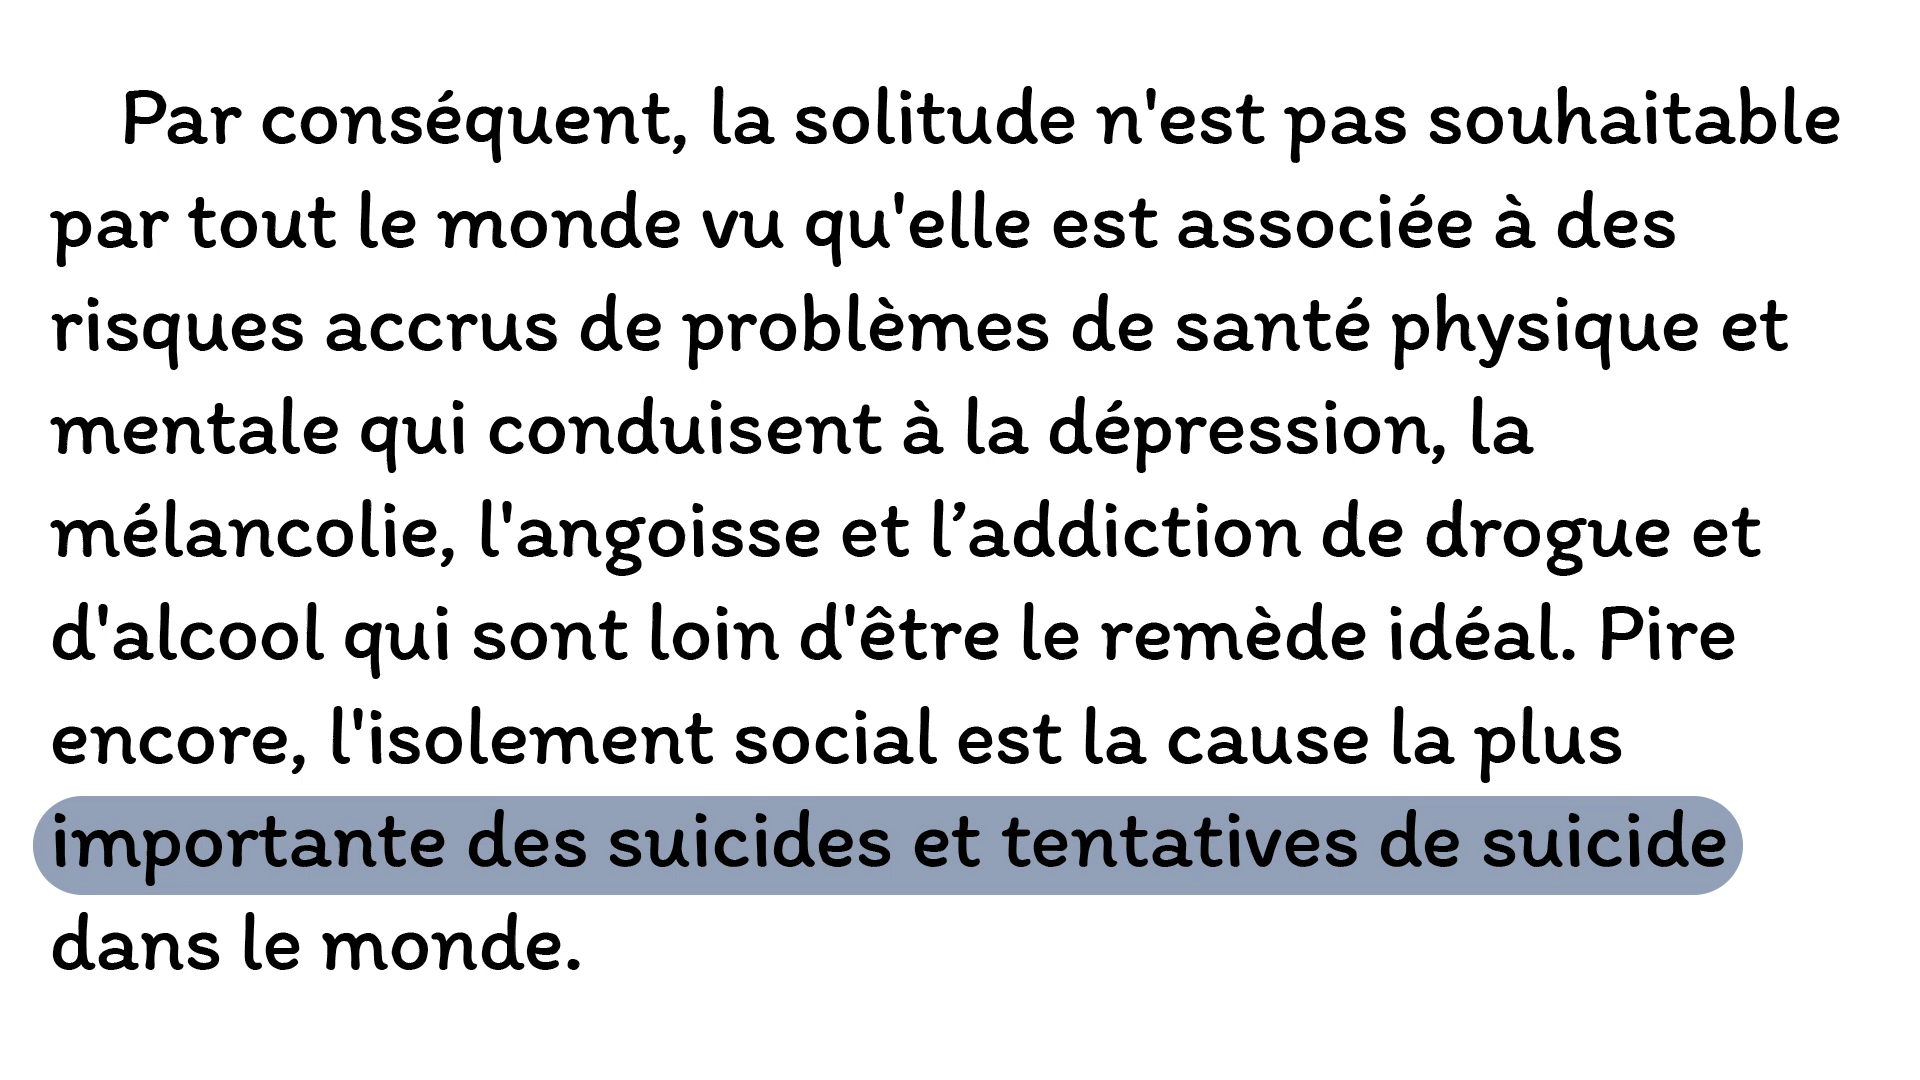 Par conséquent, la solitude n'est pas souhaitable
par tout le monde vu qu'elle est associée à des
risques accrus de problèmes de santé physique et
mentale qui conduisent à la dépression, la
mélancolie, l'angoisse et l’addiction de drogue et
d'alcool qui sont loin d'être le remède idéal. Pire
encore, l'isolement social est la cause la plus
importante des suicides et tentatives de suicide
dans le monde.